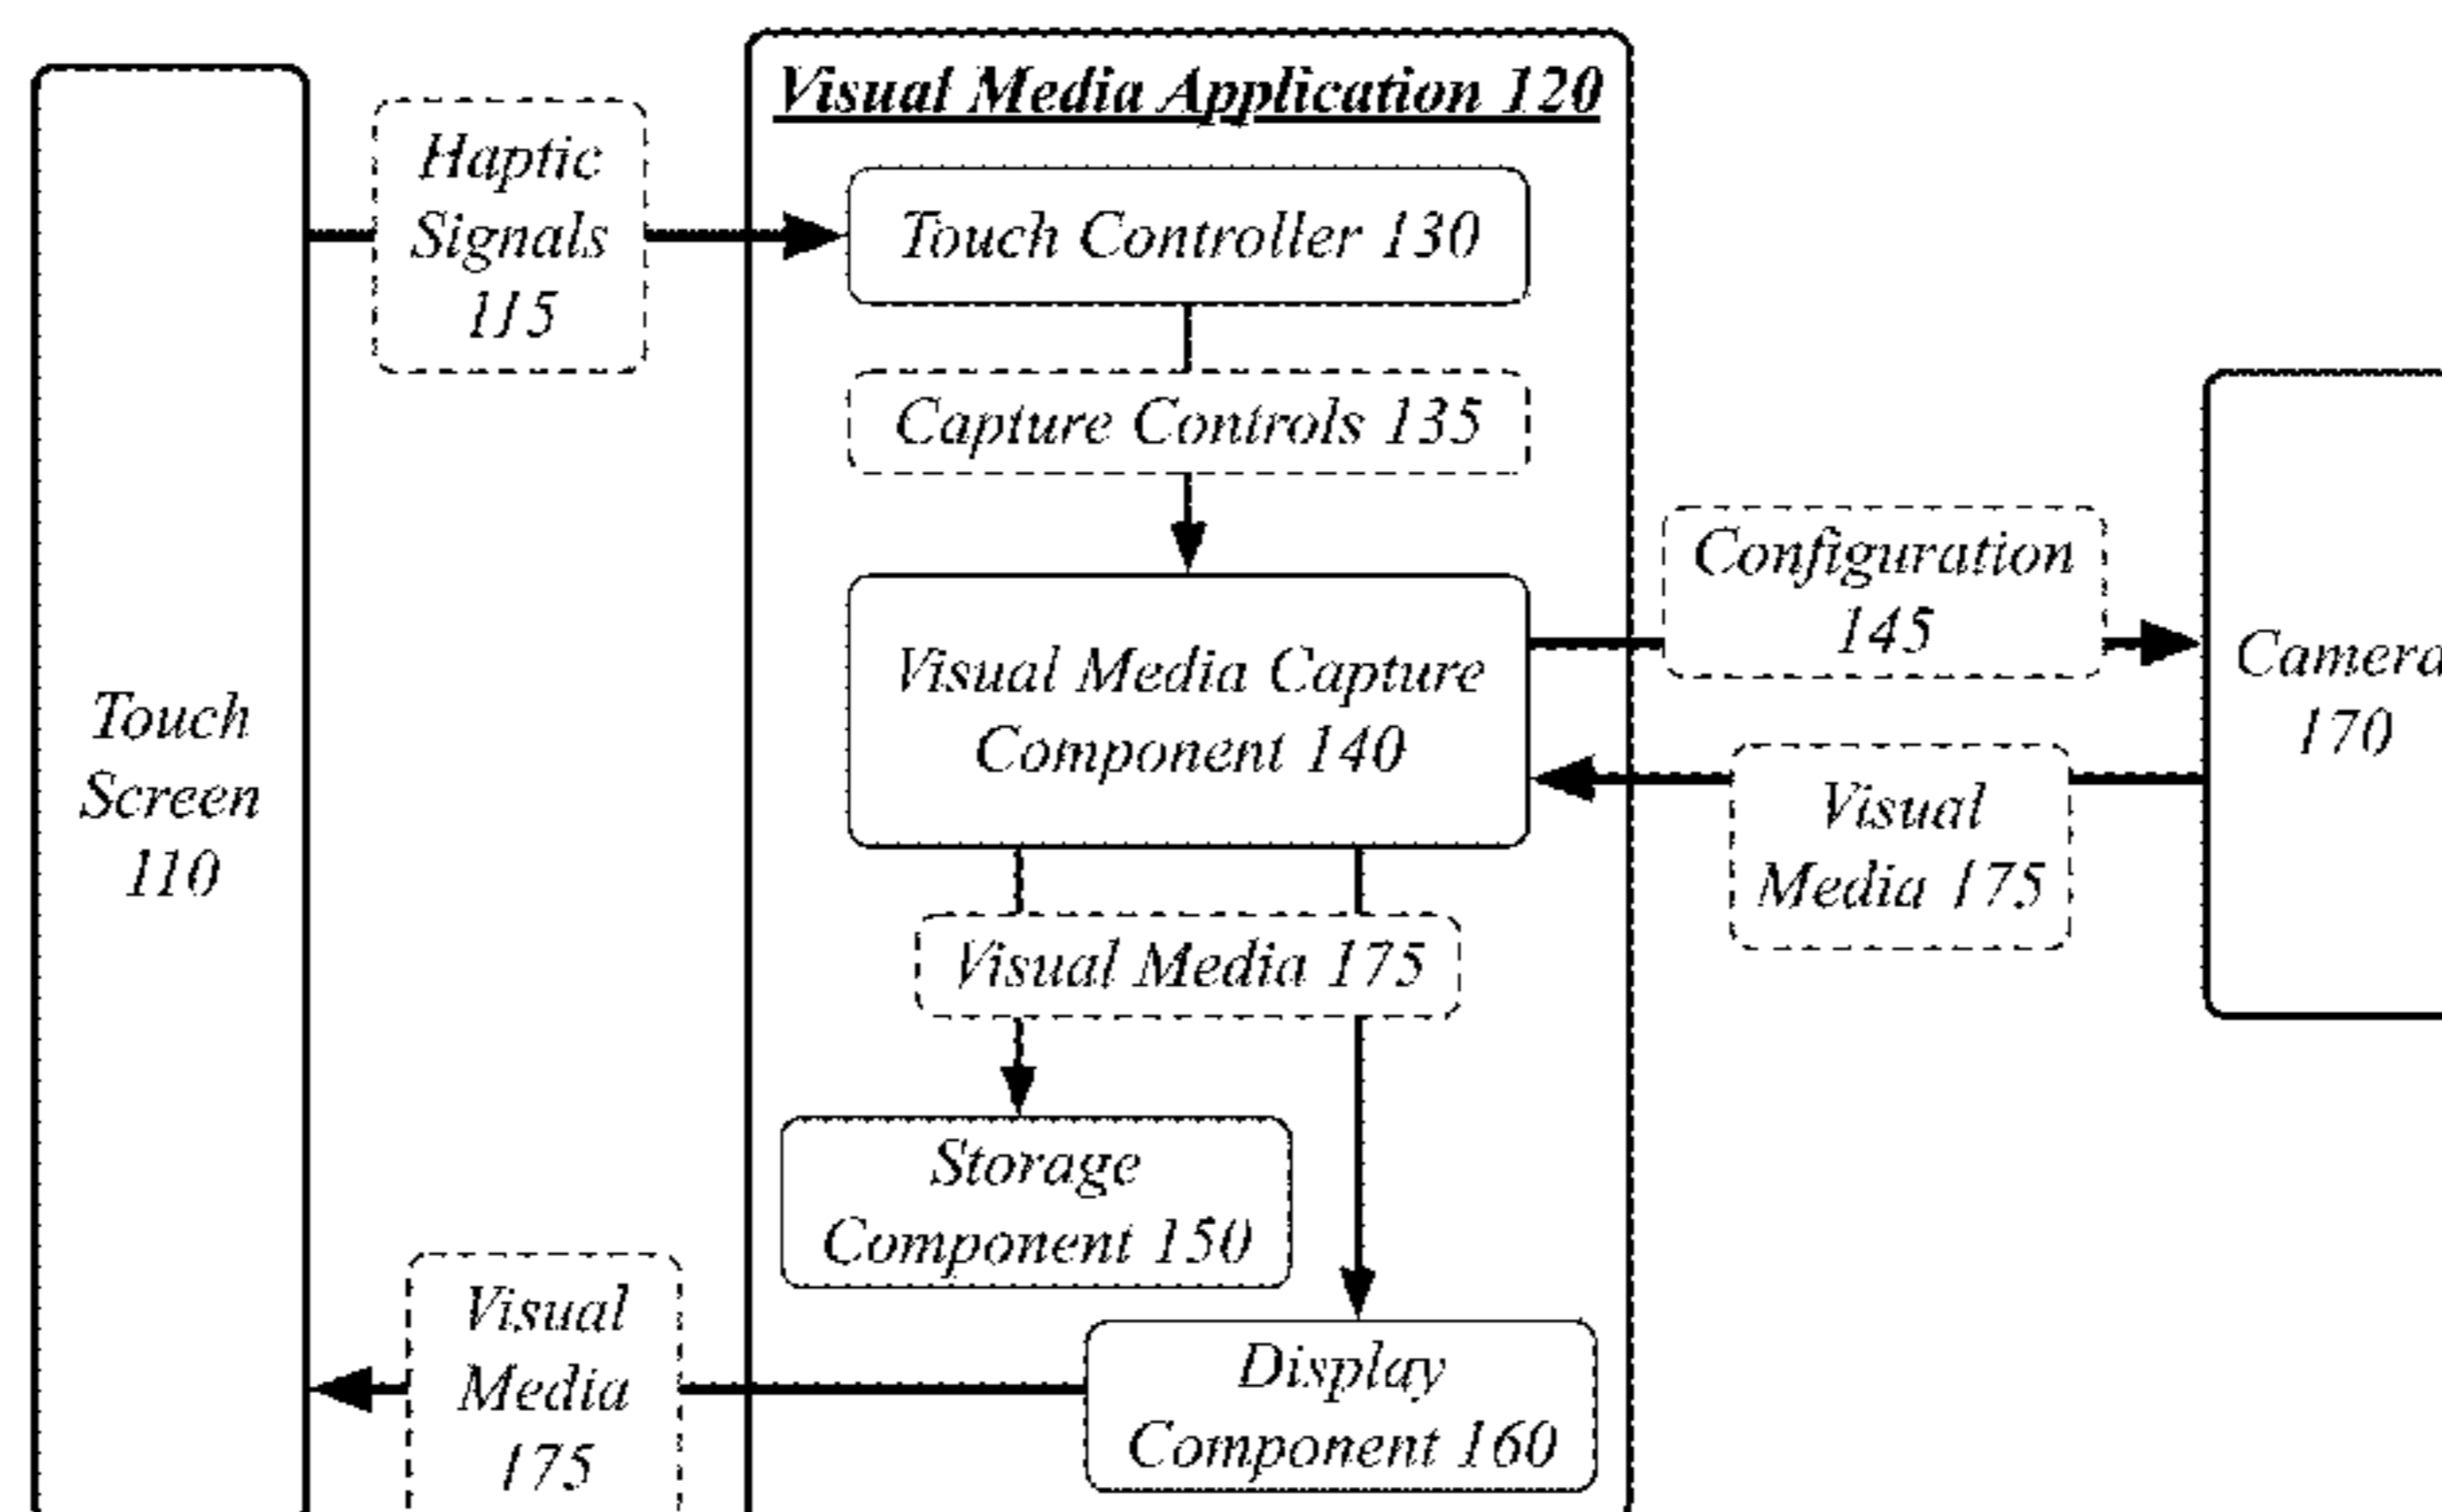 Visual Media Application 120
Haptic
Signals
115
Touch Controller 130
Capture Controls 135
Configuration
145
Visual Media Capture
Component 140
Camera
170
Touch
Screen
110
Visual
Media 175
Visual Media 175
Storage
Component 150
Visual
Media
175
Display
Component 160